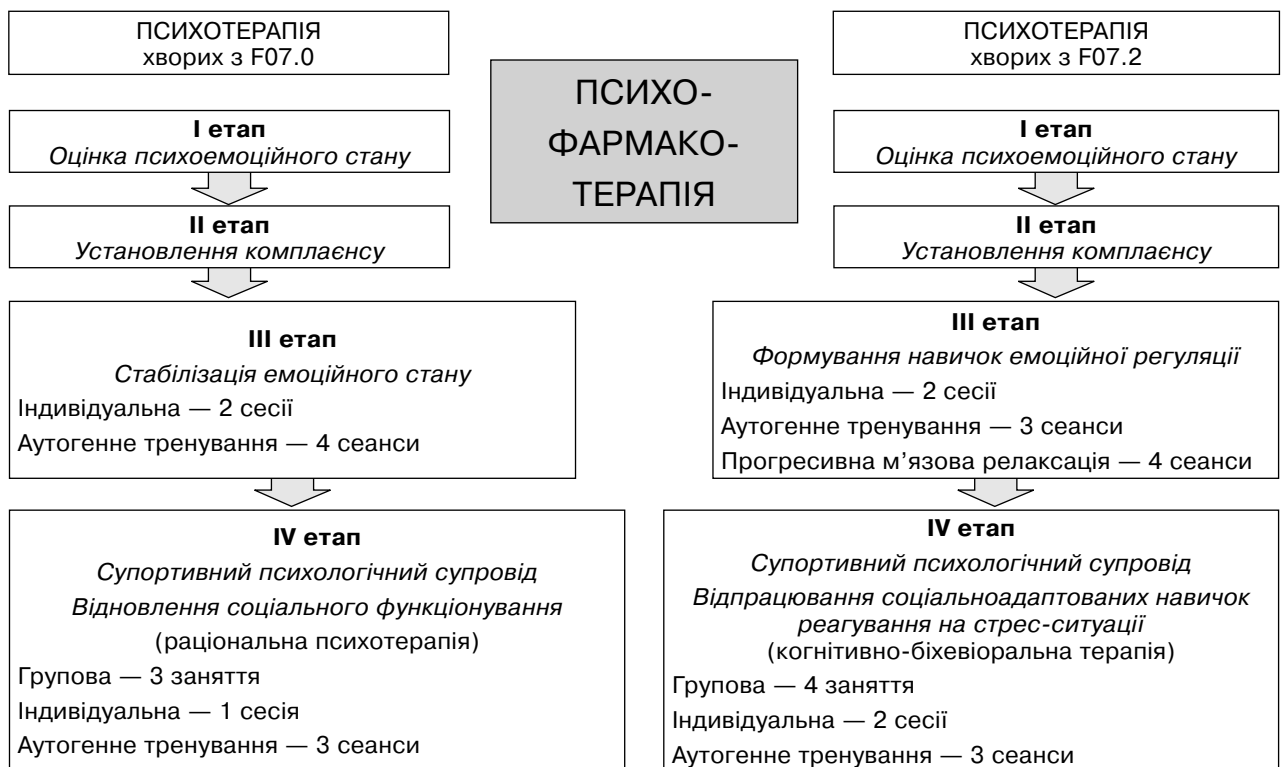 ПСИХОТЕРАПІЯ
хворих з F07.0
І етап
Оцінка психоемоційного стану
ІІ етап
Установлення комплаєнсу
ІІІ етап
Стабілізація емоційного стану
Індивідуальна — 2 сесії
Аутогенне тренування — 4 сеанси
IV етап
Супортивний психологічний супровід
Відновлення соціального функціонування
(раціональна психотерапія)
Групова — 3 заняття
Індивідуальна — 1 сесія
Аутогенне тренування — 3 сеанси
ПСИХО-
ФАРМАКО-
ТЕРАПІЯ
ПСИХОТЕРАПІЯ
хворих з F07.2
І етап
Оцінка психоемоційного стану
ІІ етап
Установлення комплаєнсу
ІІІ етап
Формування навичок емоційної регуляції
Індивідуальна — 2 сесії
Аутогенне тренування — 3 сеанси
Прогресивна м’язова релаксація — 4 сеанси
IV етап
Супортивний психологічний супровід
Відпрацювання соціальноадаптованих навичок
реагування на стрес-ситуації
(когнітивно-біхевіоральна терапія)
Групова — 4 заняття
Індивідуальна — 2 сесії
Аутогенне тренування — 3 сеанси